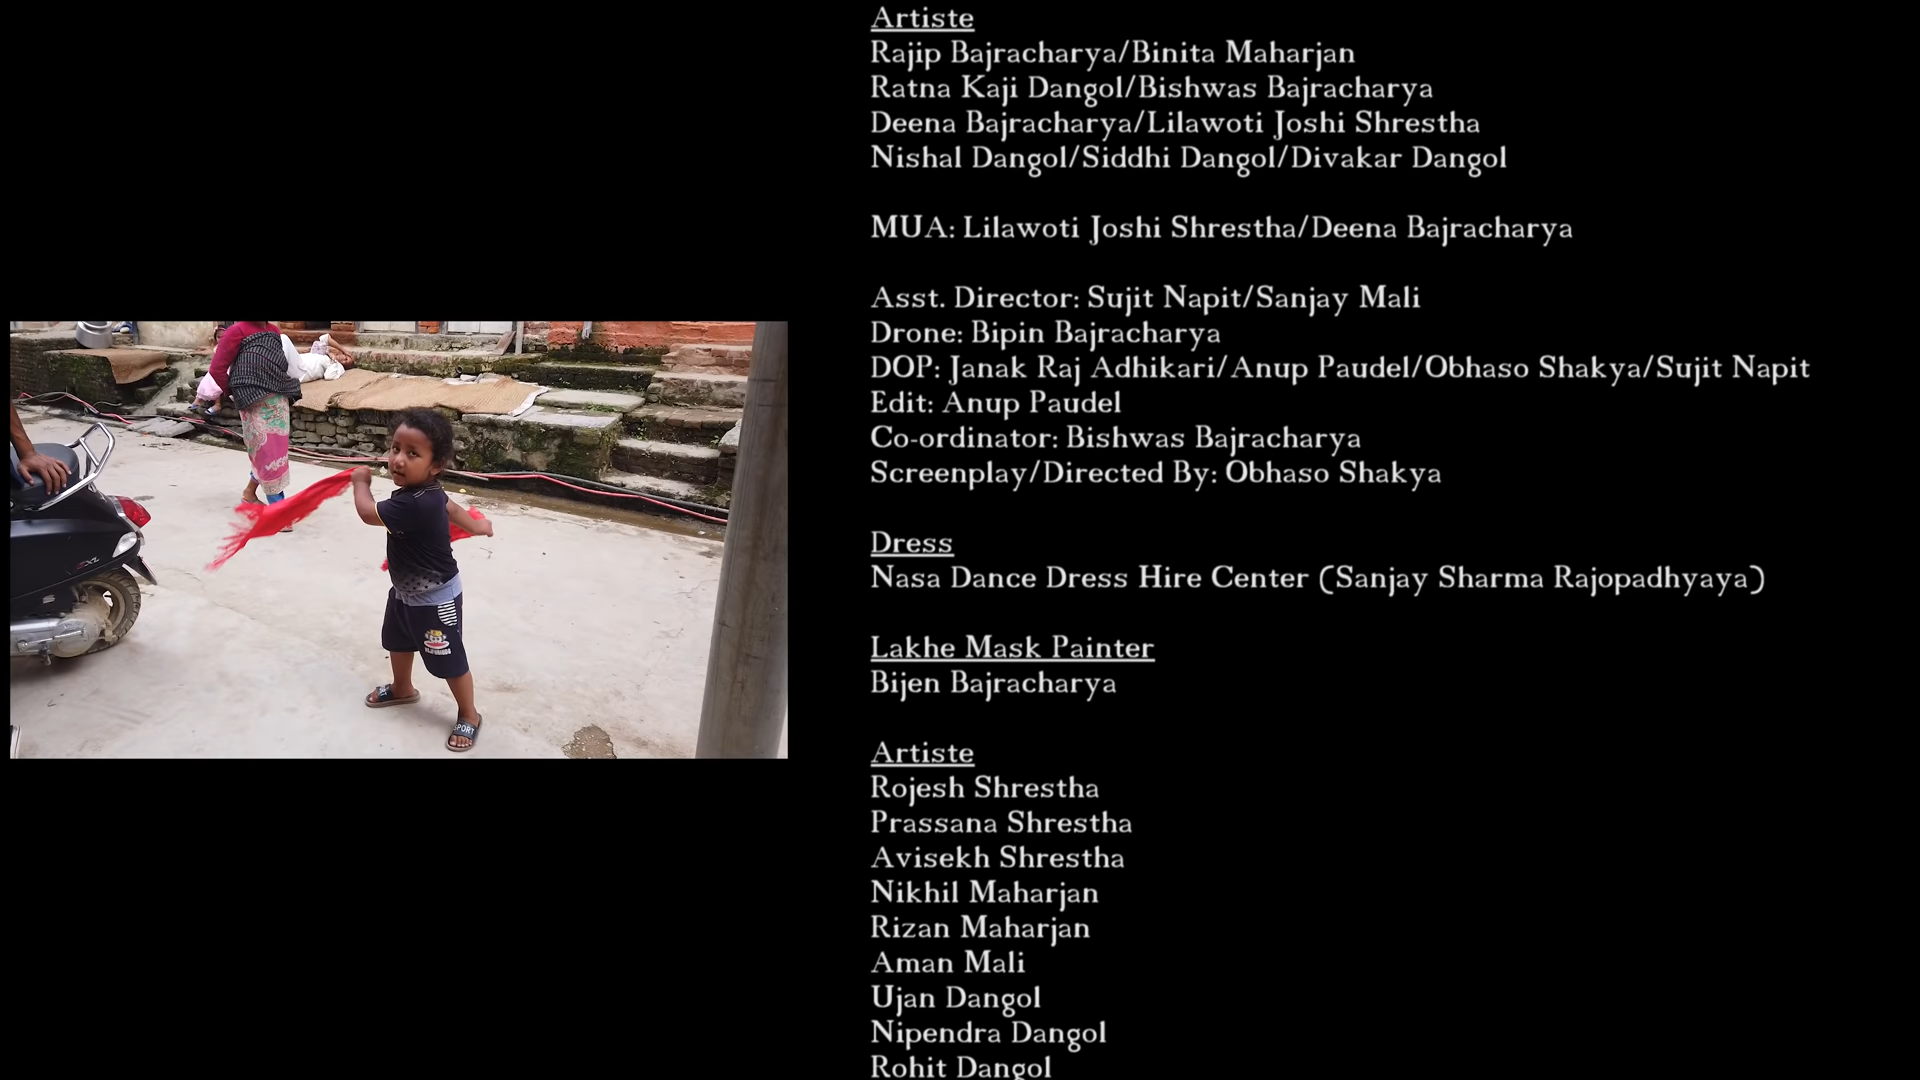 Artiste
Rajip Bajracharya/Binita Maharjan
Ratna Kaji Dangol/Bishwas Bajracharya
Deena Bajracharya/Lilawoti Joshi Shrestha
Nishal Dangol/Siddhi Dangol/Divakar Dangol
MUA: Lilawoti Joshi Shrestha/Deena Bajracharya
Asst. Director: Sujit Napit/Sanjay Mali
Drone: Bipin Bajracharya
DOP: Janak Raj Adhikari/Anup Paudel/Obhaso Shakya/Sujit Napit
Edit: Anup Paudel
Co-ordinator: Bishwas Bajracharya
Screenplay/Directed By: Obhaso Shakya
Dress
Nasa Dance Dress Hire Center (Sanjay Sharma Rajopadhyaya)
Lakhe Mask Painter
Bijen Bajracharya
Artiste
Rojesh Shrestha
Prassana Shrestha
Avisekh Shrestha
Nikhil Maharjan
Rizan Maharjan
Aman Mali
Ujan Dangol
Nipendra Dangol
Rohit Dangol
SPORT